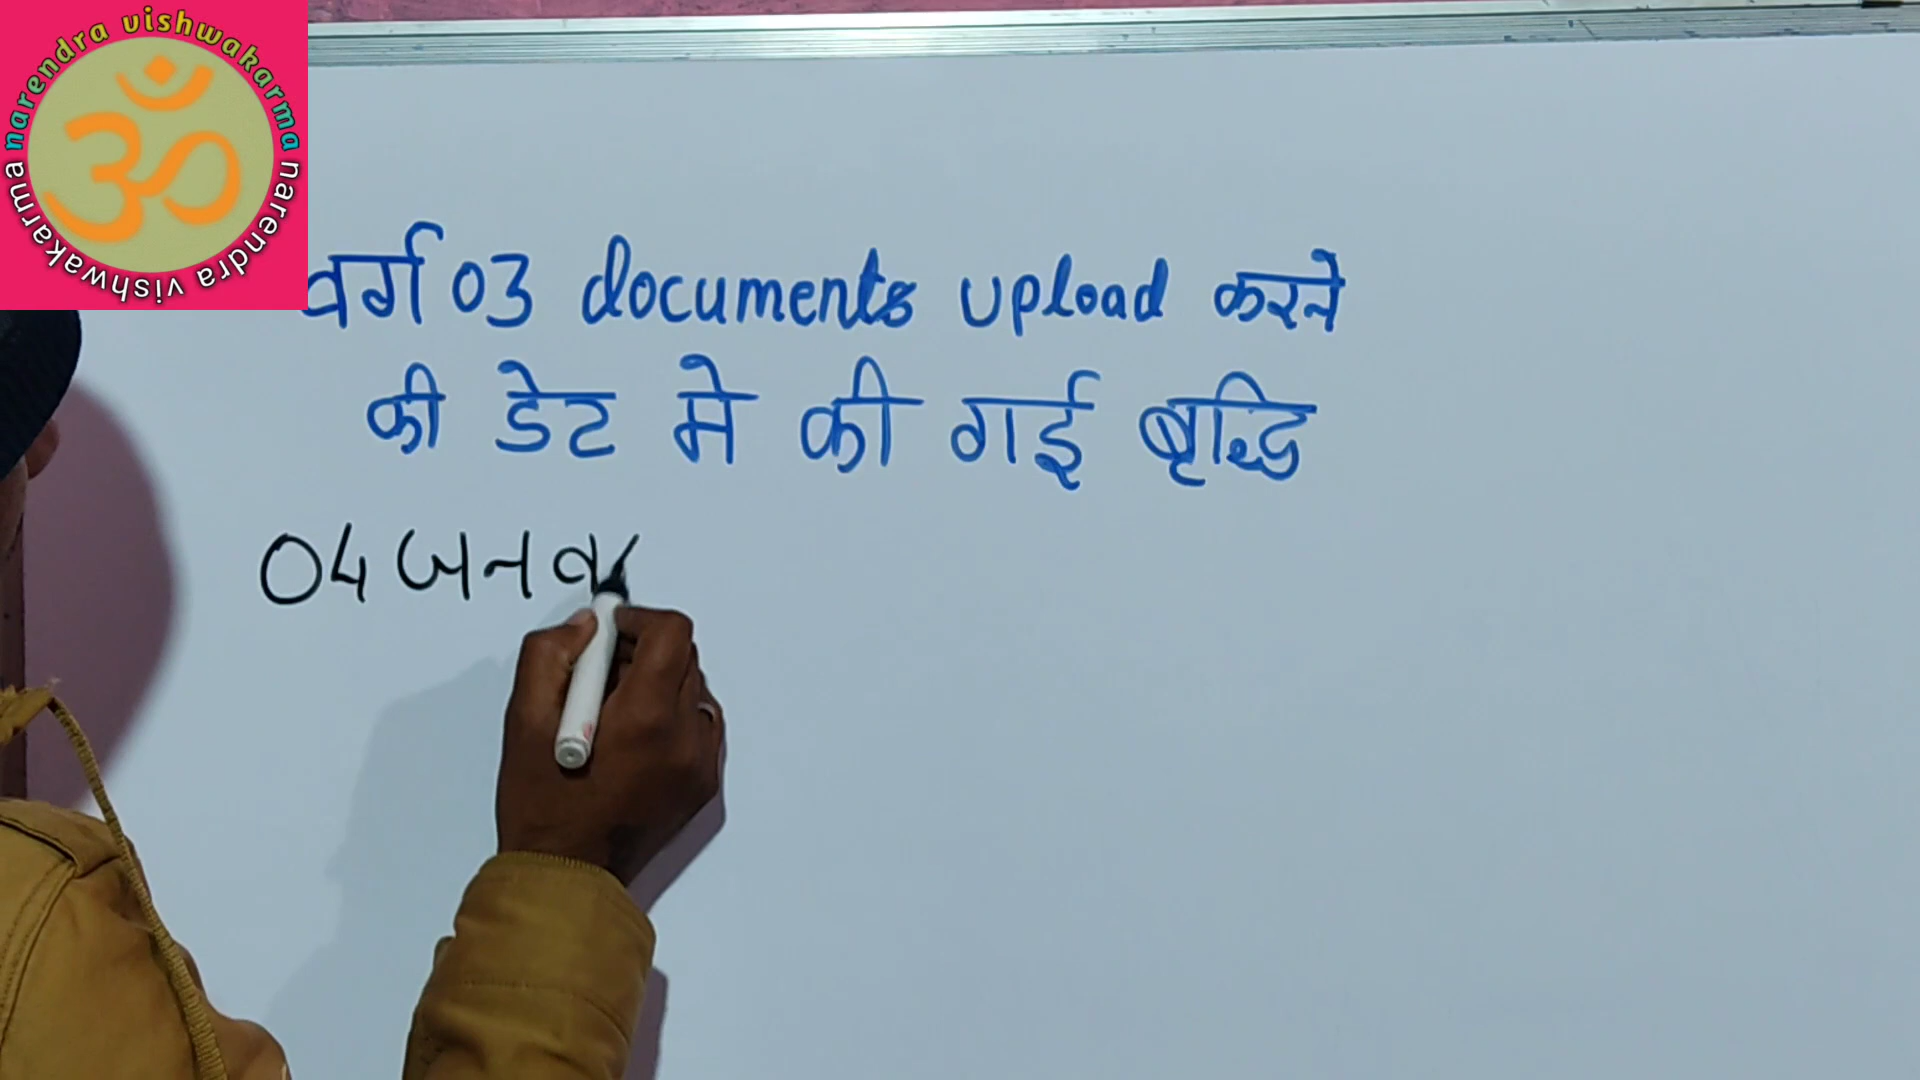 narendra vishwakarma narendra vishwakarma
ॐ
वर्ग 03 documents upload करने
की डेट मे की गई बृद्धि
04 जनव